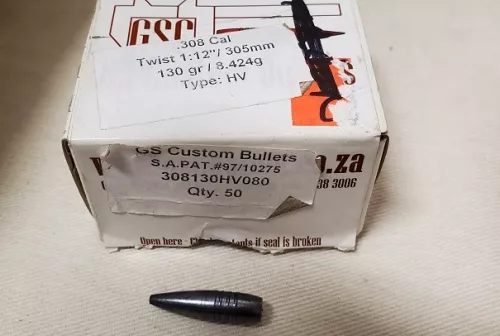 GSC
.308 Cal
Twist 1:12"/ 305mm
130 gr / 8.424g
Type: HV
S
GS Custom Bullets
S.A.PAT.#97/10275
308130HV080
Qty. 50
o.za
38 3006
Open here - if seal is broken